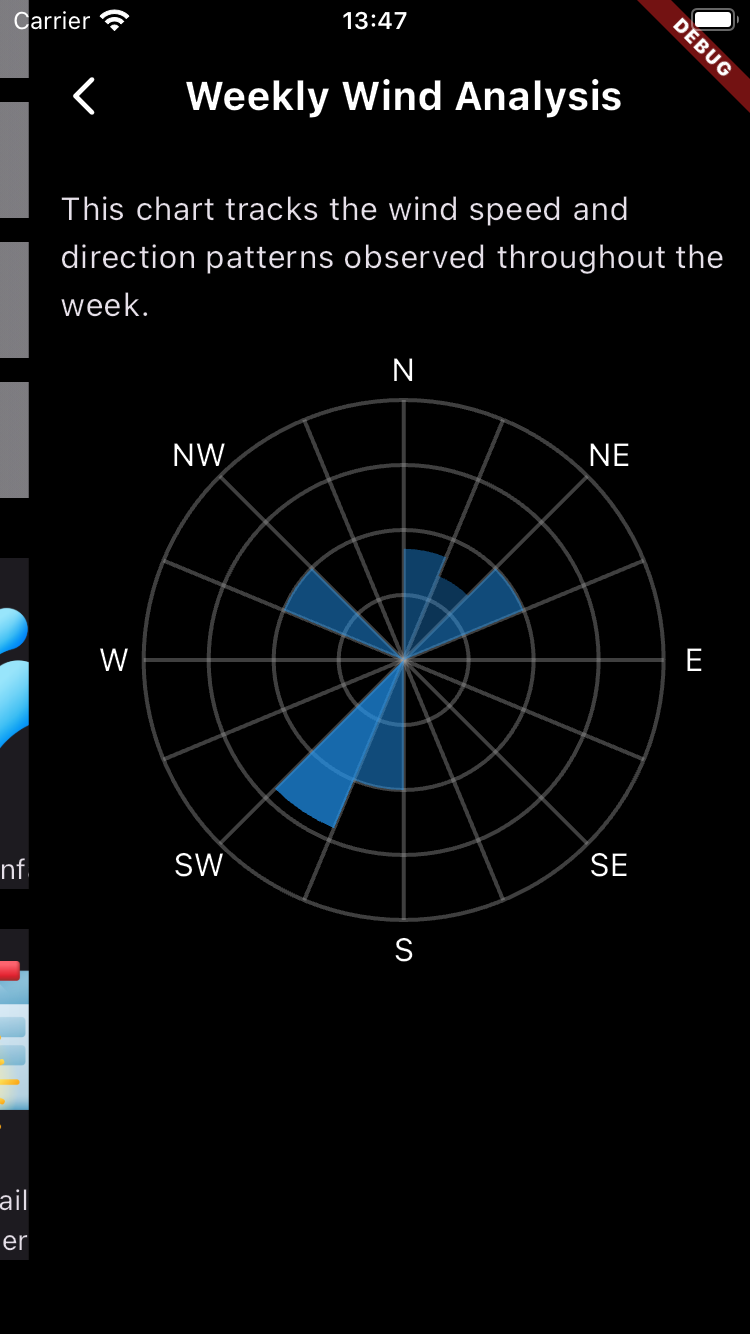 Carrier
13:47
DEBUG
Weekly Wind Analysis
This chart tracks the wind speed and
direction patterns observed throughout the
week.
N
NW
NE
W
E
SW
SE
S
nf
ail
er